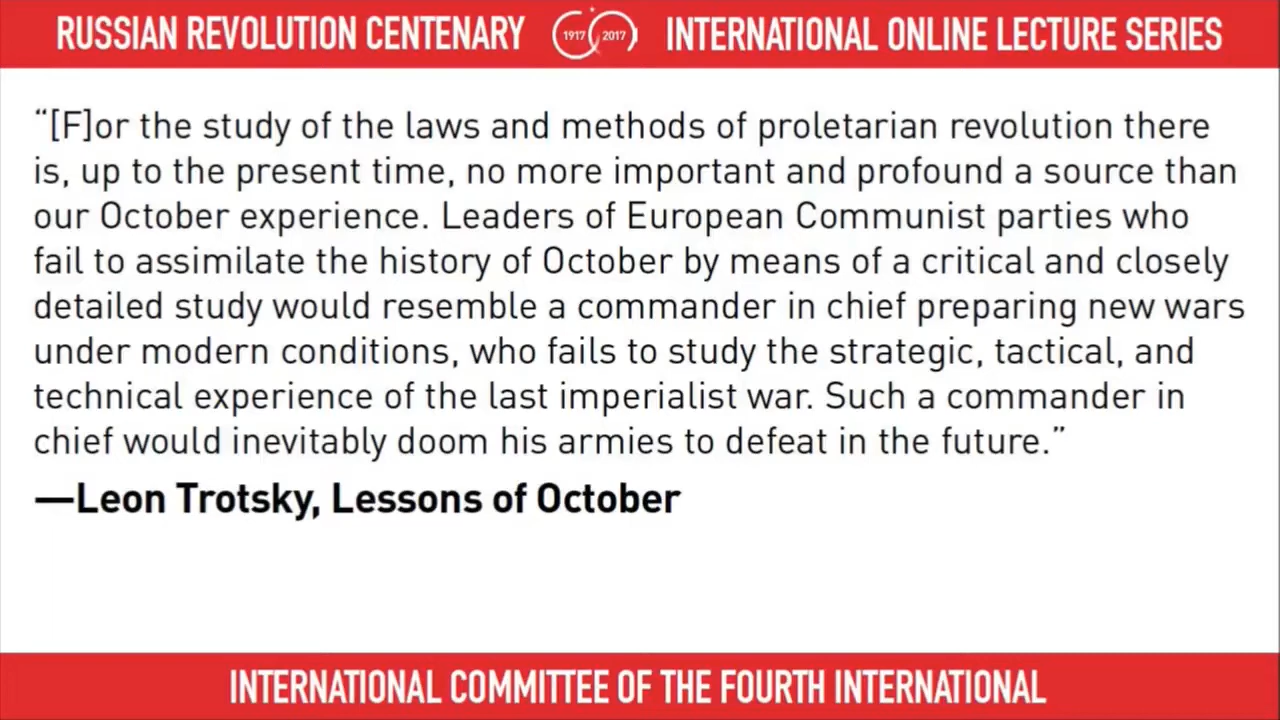 RUSSIAN REVOLUTION CENTENARY 1917 2017 INTERNATIONAL ONLINE LECTURE SERIES
“[F]or the study of the laws and methods of proletarian revolution there
is, up to the present time, no more important and profound a source than
our October experience. Leaders of European Communist parties who
fail to assimilate the history of October by means of a critical and closely
detailed study would resemble a commander in chief preparing new wars
under modern conditions, who fails to study the strategic, tactical, and
technical experience of the last imperialist war. Such a commander in
chief would inevitably doom his armies to defeat in the future.”
—Leon Trotsky, Lessons of October
INTERNATIONAL COMMITTEE OF THE FOURTH INTERNATIONAL